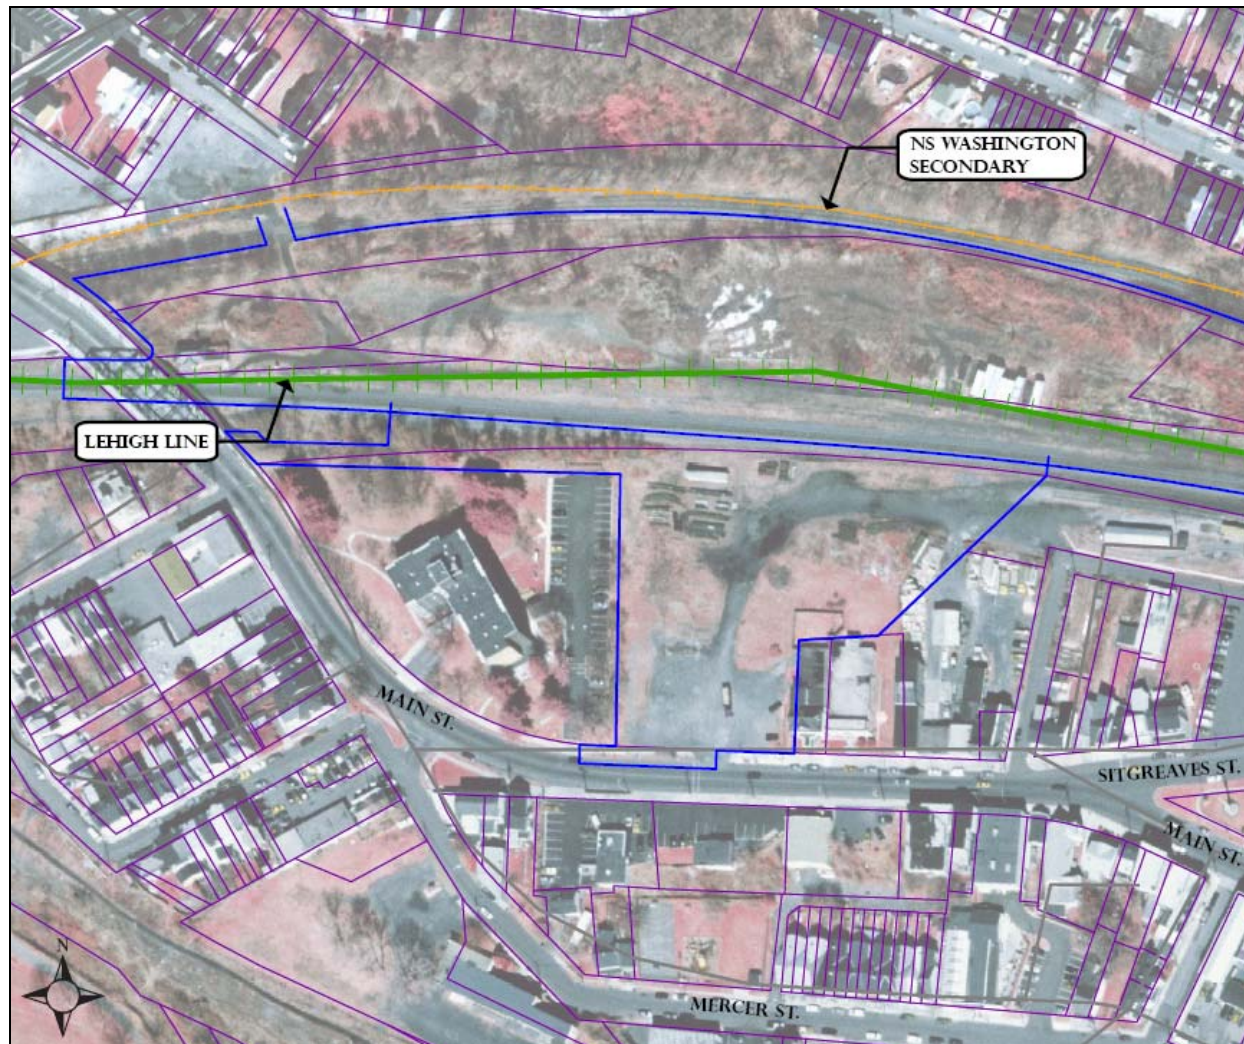 NS WASHINGTON
SECONDARY
LEHIGH LINE
MAIN ST.
SITGREAVES ST.
MAIN ST.
MERCER ST.
N